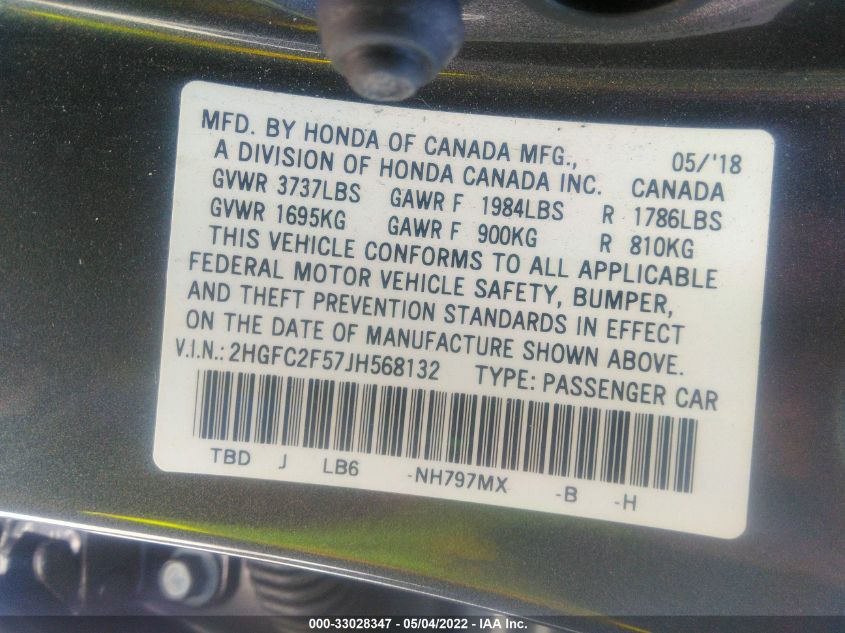 MFD. BY HONDA OF CANADA MFG., 05/'18
A DIVISION OF HONDA CANADA INC. CANADA
GVWR 3737LBS GAWR F 1984LBS R 1786LBS
GVWR 1695KG GAWR F 900KG R 810KG
THIS VEHICLE CONFORMS TO ALL APPLICABLE
FEDERAL MOTOR VEHICLE SAFETY, BUMPER,
AND THEFT PREVENTION STANDARDS IN EFFECT
ON THE DATE OF MANUFACTURE SHOWN ABOVE.
V.I.N.: 2HGFC2F57JH568132 TYPE: PASSENGER CAR
TBD J LB6 -NH797MX -B -H
000-33028347 - 05/04/2022 - IAA Inc.